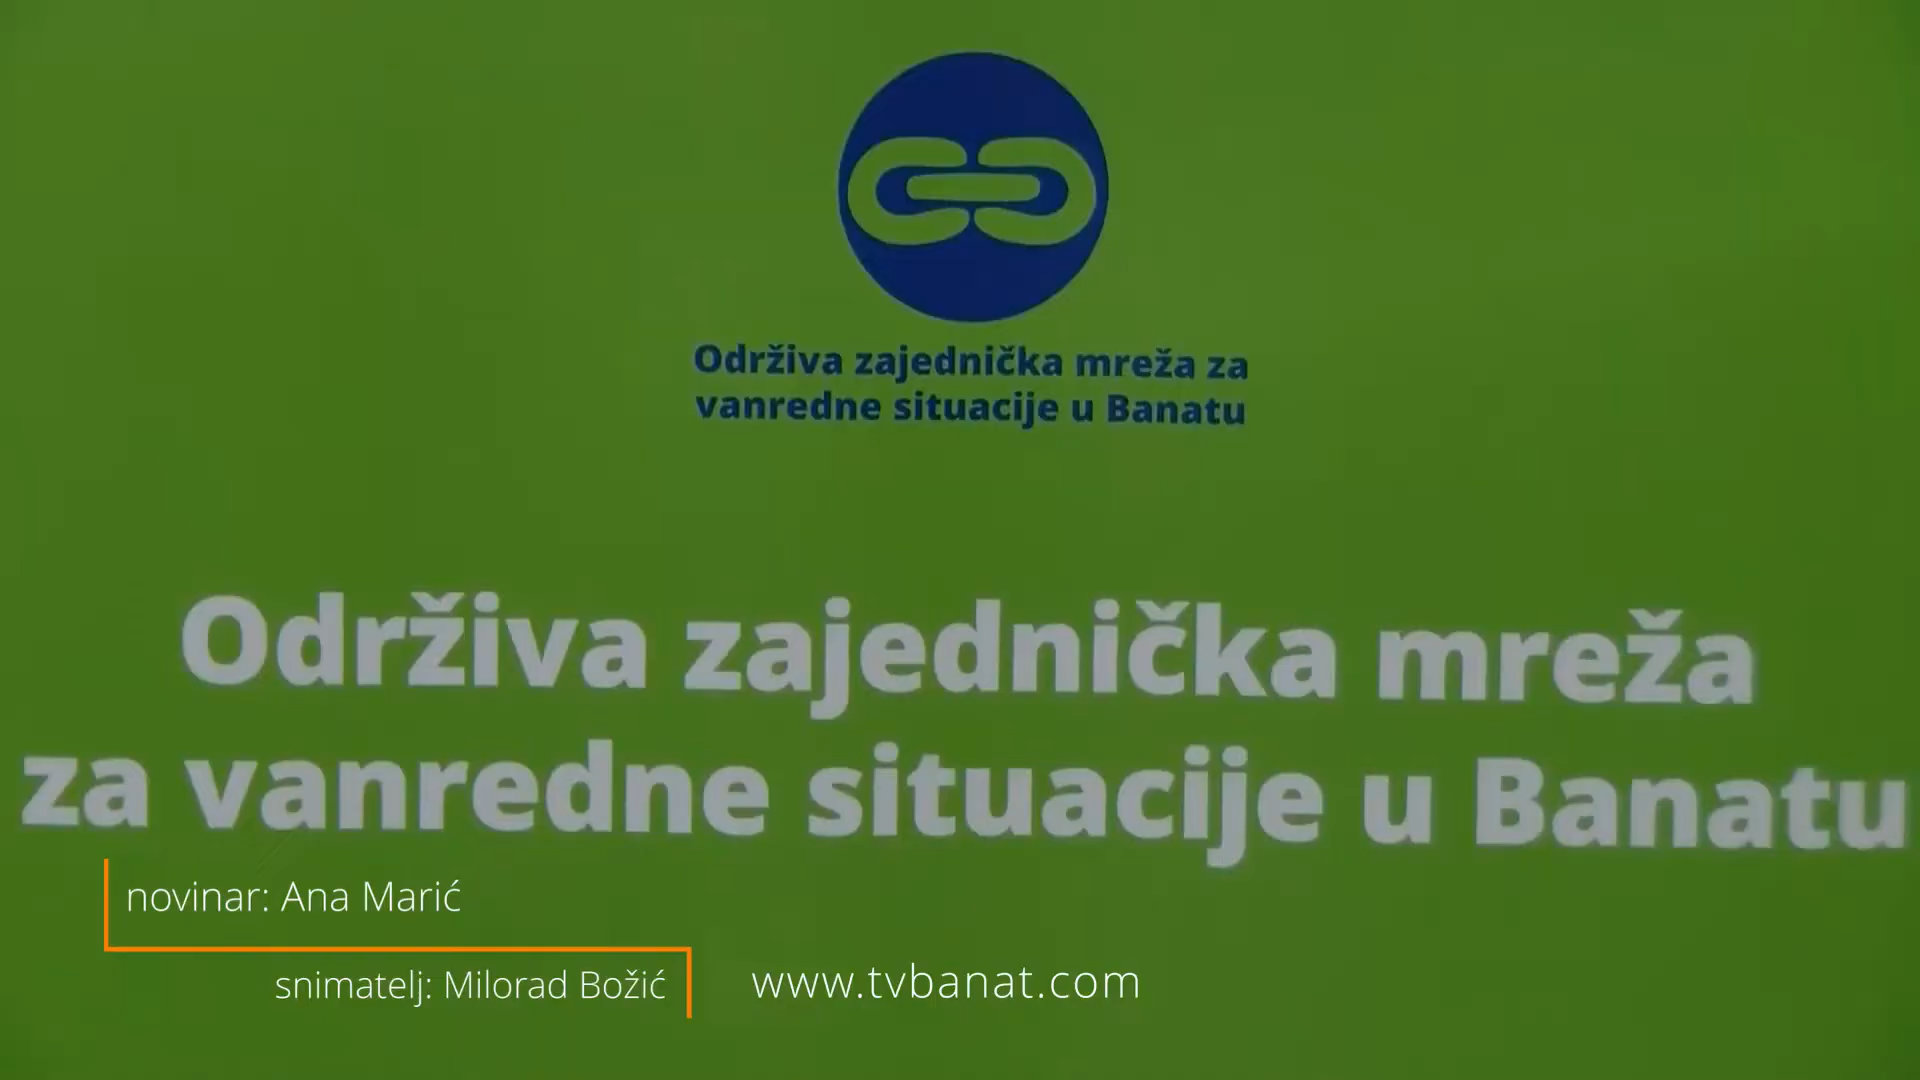 Održiva zajednička mreža za
vanredne situacije u Banatu
Održiva zajednička mreža
za vanredne situacije u Banatu
novinar: Ana Marić
snimatelj: Milorad Božić
www.tvbanat.com